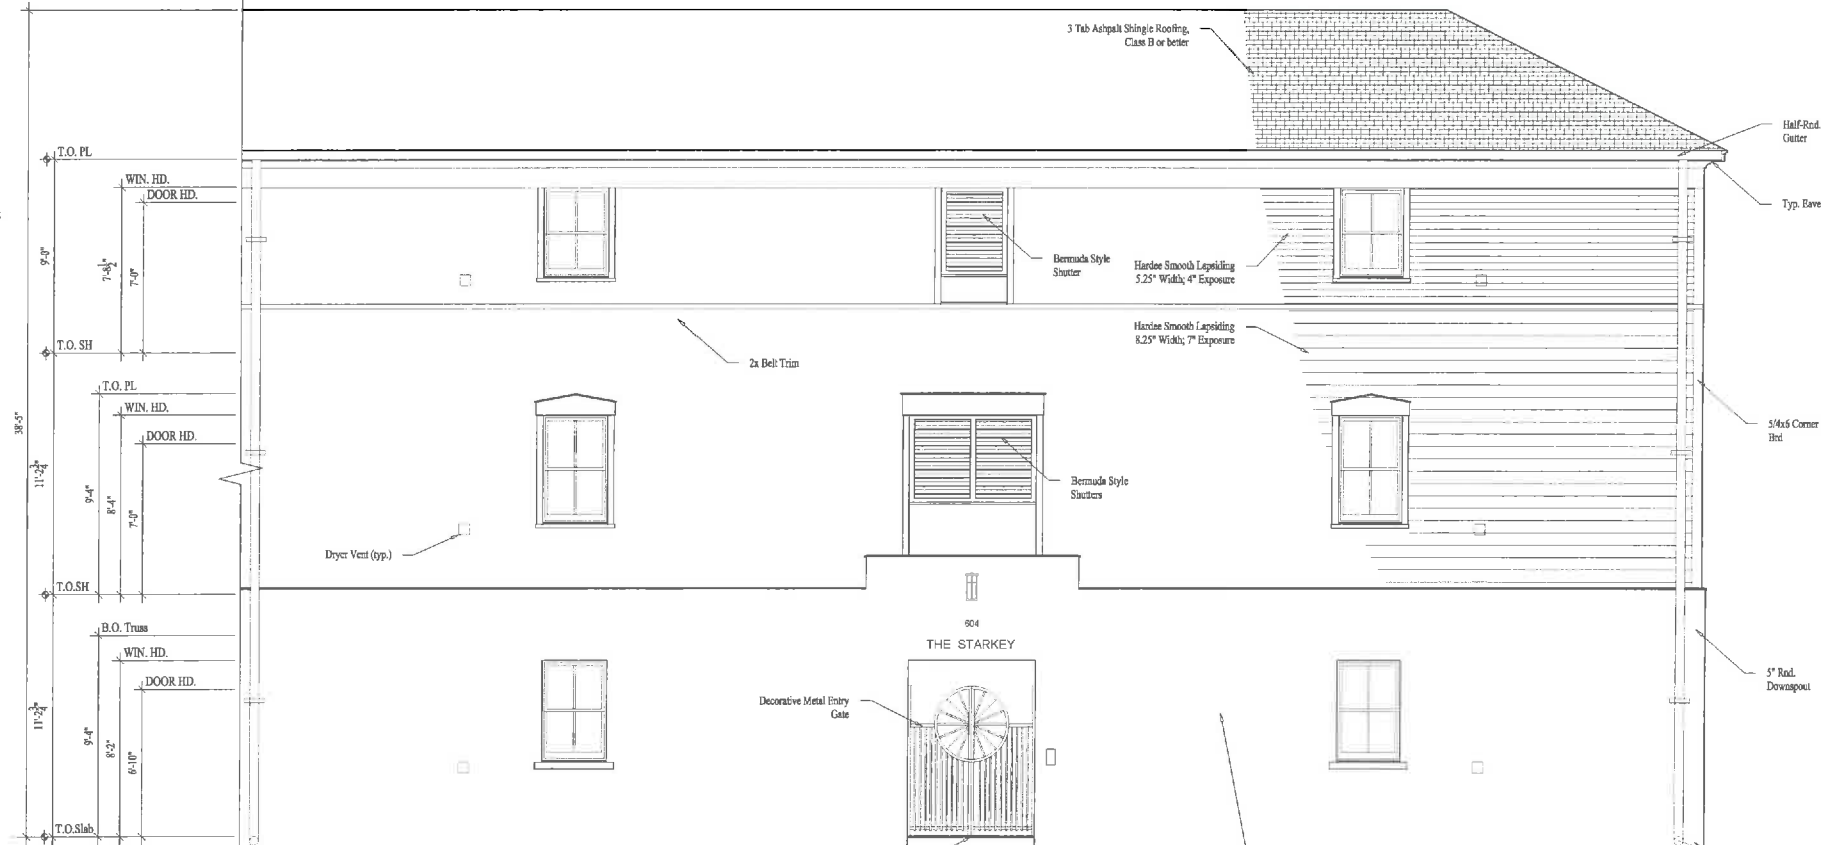 3 Tab Ashpalt Shingle Roofing,
Class B or better
Half-Rnd.
Gutter
T.O. PL
WIN. HD.
DOOR HD.
Typ. Eave
9'-0"
7'-8½"
7'-0"
Bermuda Style
Shutter
Hardee Smooth Lapsiding
5.25" Width; 4" Exposure
Hardee Smooth Lapsiding
8.25" Width; 7" Exposure
T.O. SH
2x Belt Trim
T.O. PL
WIN. HD.
DOOR HD.
38'-5"
5/4x6 Corner
Brd
11'-2¾"
9'-4"
8'-4"
7'-0"
Bermuda Style
Shutters
Dryer Vent (typ.)
T.O.SH
B.O. Truss
604
THE STARKEY
WIN. HD.
DOOR HD.
5" Rnd.
Downspout
Decorative Metal Entry
Gate
11'-2¾"
9'-4"
8'-2"
6'-10"
T.O.Slab